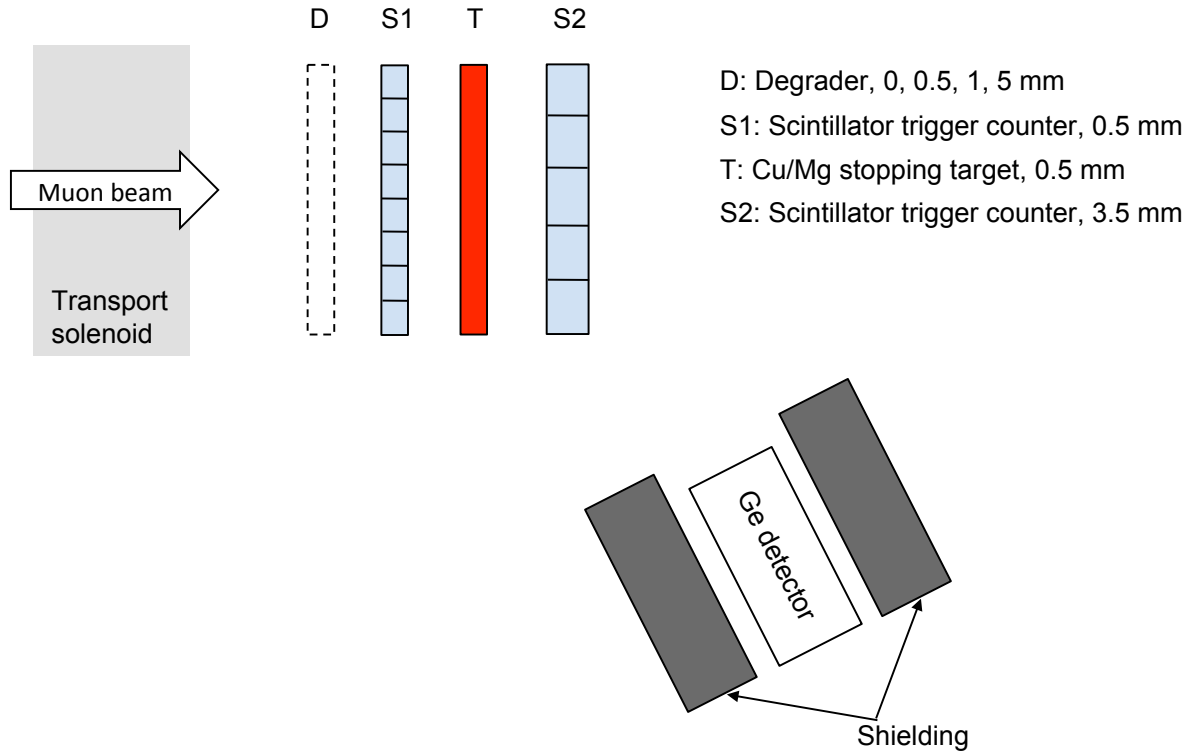 D S1 T S2
D: Degrader, 0, 0.5, 1, 5 mm
S1: Scintillator trigger counter, 0.5 mm
T: Cu/Mg stopping target, 0.5 mm
S2: Scintillator trigger counter, 3.5 mm
Muon beam
Transport
solenoid
Ge detector
Shielding